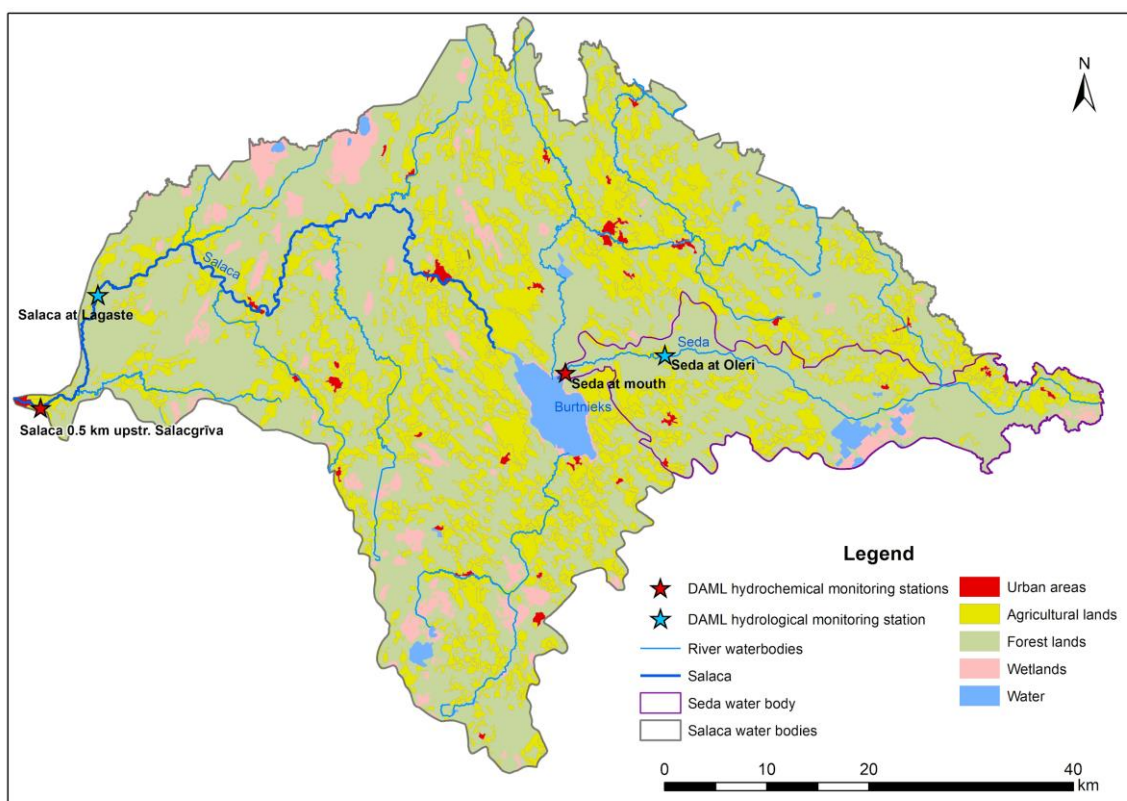 N
Salaca
Salaca at Lagaste
Seda
Seda at Oleri
Seda at mouth
Burtnieks
Salaca 0.5 km upstr. Salacgrīva
Legend
DAML hydrochemical monitoring stations
DAML hydrological monitoring station
River waterbodies
Salaca
Seda water body
Salaca water bodies
Urban areas
Agricultural lands
Forest lands
Wetlands
Water
0 10 20 40
km